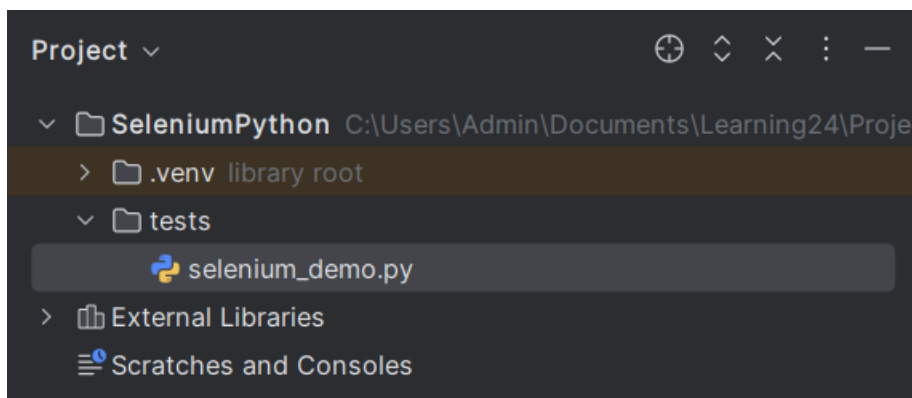 Project
SeleniumPython C:\Users\Admin\Documents\Learning24\Proje
.venv library root
tests
selenium_demo.py
External Libraries
Scratches and Consoles